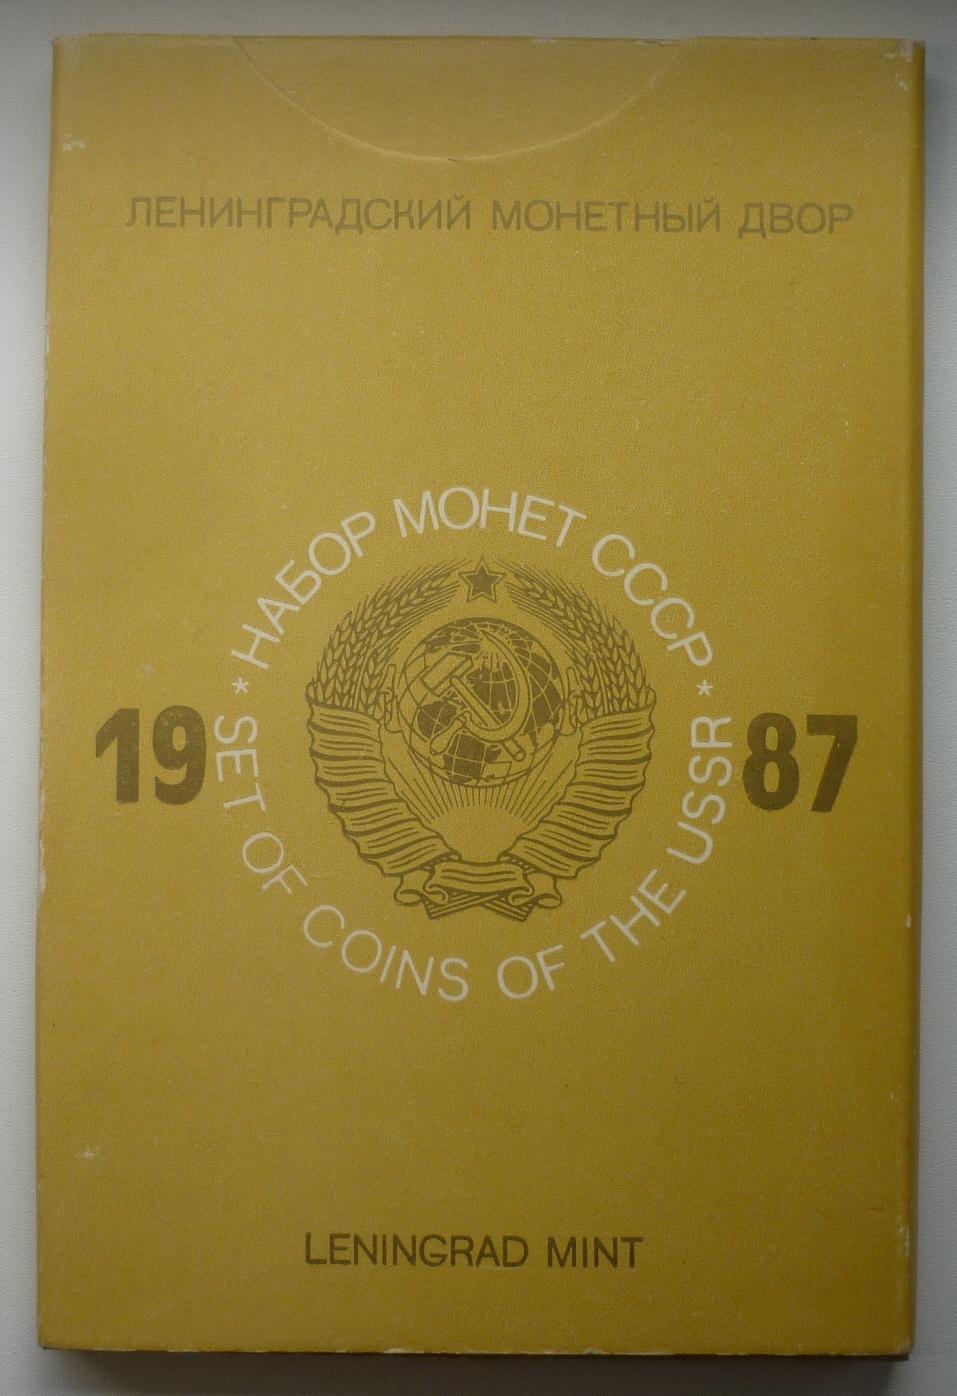 ЛЕНИНГРАДСКИЙ МОНЕТНЫЙ ДВОР
* НАБОР МОНЕТ СССР *
19 87
SET OF COINS OF THE USSR
LENINGRAD MINT